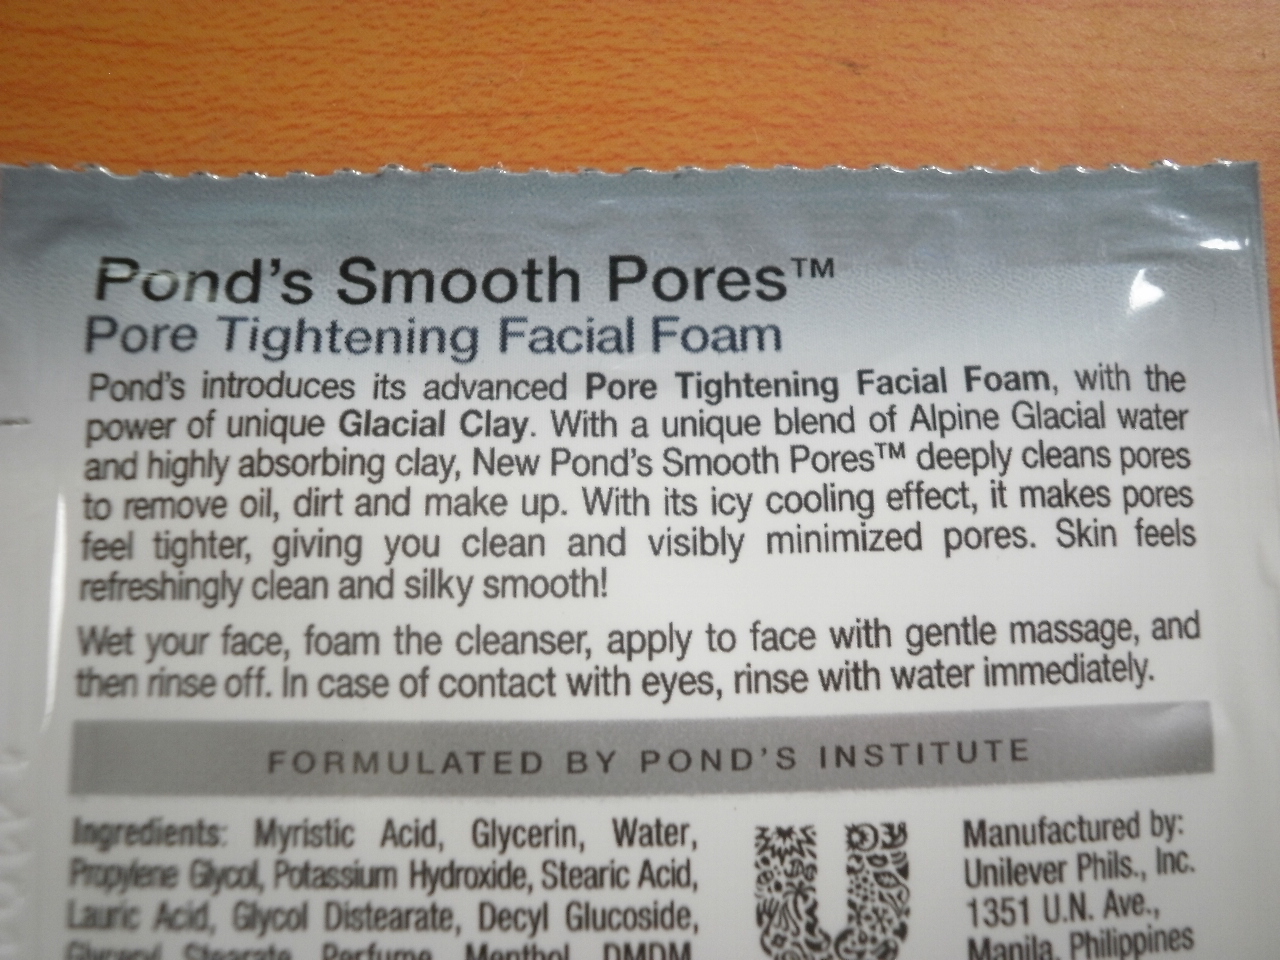 Pond's Smooth Pores™
Pore Tightening Facial Foam
Pond's introduces its advanced Pore Tightening Facial Foam, with the
power of unique Glacial Clay. With a unique blend of Alpine Glacial water
and highly absorbing clay, New Pond's Smooth Pores™ deeply cleans pores
to remove oil, dirt and make up. With its icy cooling effect, it makes pores
feel tighter, giving you clean and visibly minimized pores. Skin feels
refreshingly clean and silky smooth!
Wet your face, foam the cleanser, apply to face with gentle massage, and
then rinse off. In case of contact with eyes, rinse with water immediately.
FORMULATED BY POND'S INSTITUTE
Ingredients: Myristic Acid, Glycerin, Water,
Propylene Glycol, Potassium Hydroxide, Stearic Acid,
Lauric Acid, Glycol Distearate, Decyl Glucoside,
Glyceryl Stearate, Perfume, Menthol, DMDM
Manufactured by:
Unilever Phils., Inc.
1351 U.N. Ave.,
Manila, Philippines